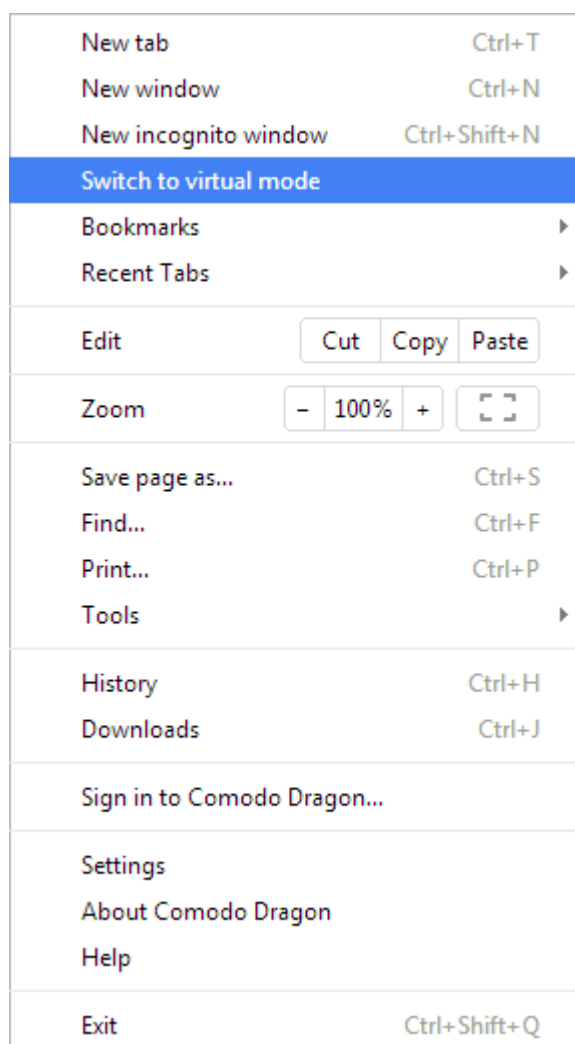 New tab Ctrl+T
New window Ctrl+N
New incognito window Ctrl+Shift+N
Switch to virtual mode
Bookmarks
Recent Tabs
Edit Cut Copy Paste
Zoom − 100% +
Save page as... Ctrl+S
Find... Ctrl+F
Print... Ctrl+P
Tools
History Ctrl+H
Downloads Ctrl+J
Sign in to Comodo Dragon...
Settings
About Comodo Dragon
Help
Exit Ctrl+Shift+Q